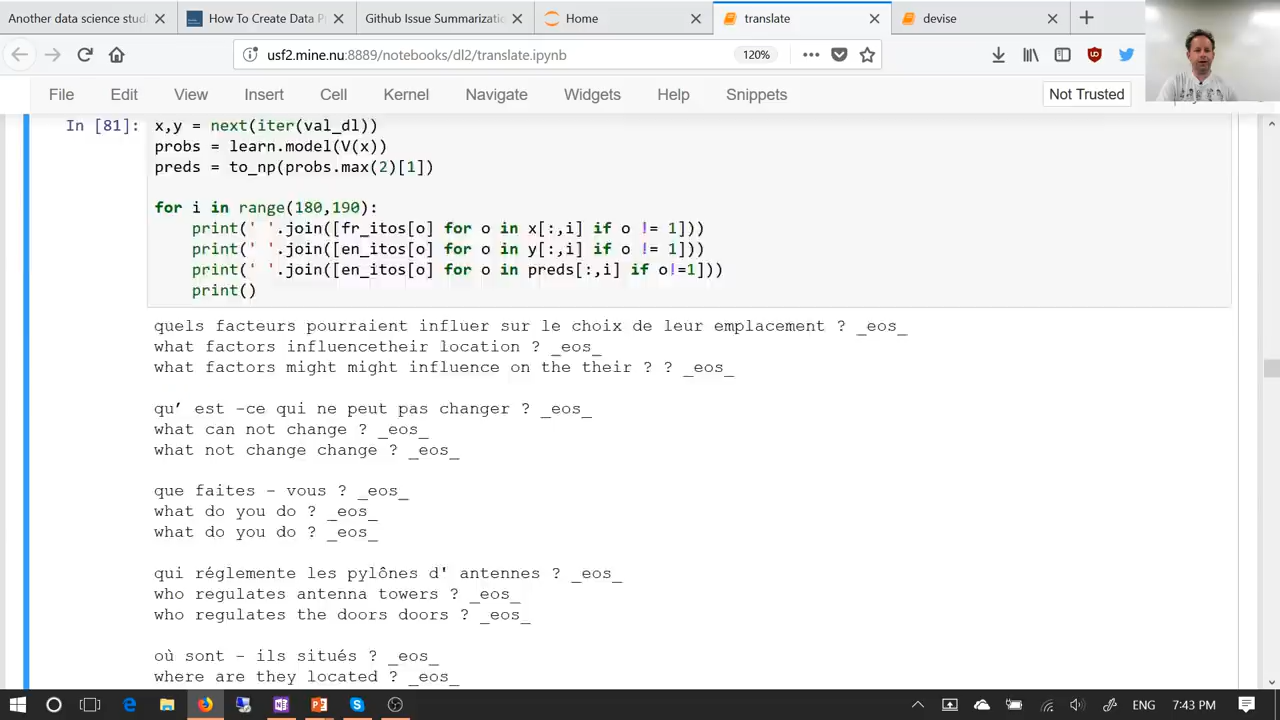 Another data science stud
How To Create Data P
Github Issue Summarizatio
Home
translate
devise
usf2.mine.nu:8889/notebooks/dl2/translate.ipynb
120%
File Edit View Insert Cell Kernel Navigate Widgets Help Snippets
Not Trusted
In [81]:
x,y = next(iter(val_dl))
probs = learn.model(V(x))
preds = to_np(probs.max(2)[1])
for i in range(180,190):
print(' '.join([fr_itos[o] for o in x[:,i] if o != 1]))
print(' '.join([en_itos[o] for o in y[:,i] if o != 1]))
print(' '.join([en_itos[o] for o in preds[:,i] if o!=1]))
print()
quels facteurs pourraient influer sur le choix de leur emplacement ? _eos_
what factors influencetheir location ? _eos_
what factors might might influence on the their ? ? _eos_
qu’ est -ce qui ne peut pas changer ? _eos_
what can not change ? _eos_
what not change change ? _eos_
que faites - vous ? _eos_
what do you do ? _eos_
what do you do ? _eos_
qui réglemente les pylônes d' antennes ? _eos_
who regulates antenna towers ? _eos_
who regulates the doors doors ? _eos_
où sont - ils situés ? _eos_
where are they located ? _eos_
ENG
7:43 PM